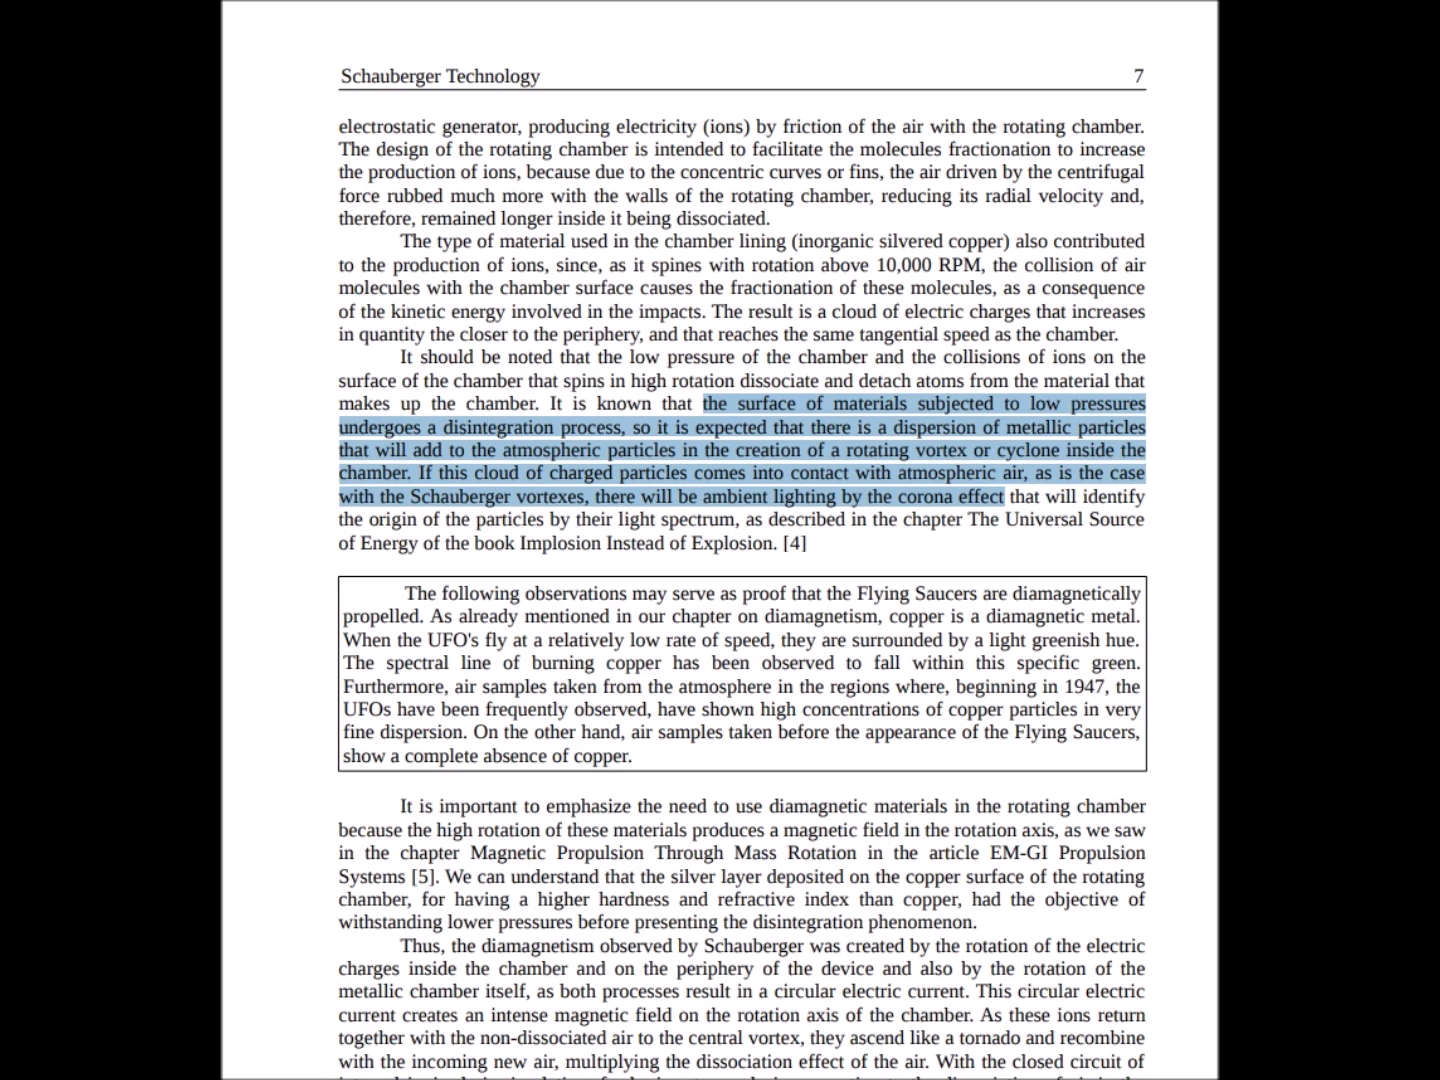 Schauberger Technology 7
electrostatic generator, producing electricity (ions) by friction of the air with the rotating chamber.
The design of the rotating chamber is intended to facilitate the molecules fractionation to increase
the production of ions, because due to the concentric curves or fins, the air driven by the centrifugal
force rubbed much more with the walls of the rotating chamber, reducing its radial velocity and,
therefore, remained longer inside it being dissociated.
The type of material used in the chamber lining (inorganic silvered copper) also contributed
to the production of ions, since, as it spines with rotation above 10,000 RPM, the collision of air
molecules with the chamber surface causes the fractionation of these molecules, as a consequence
of the kinetic energy involved in the impacts. The result is a cloud of electric charges that increases
in quantity the closer to the periphery, and that reaches the same tangential speed as the chamber.
It should be noted that the low pressure of the chamber and the collisions of ions on the
surface of the chamber that spins in high rotation dissociate and detach atoms from the material that
makes up the chamber. It is known that the surface of materials subjected to low pressures
undergoes a disintegration process, so it is expected that there is a dispersion of metallic particles
that will add to the atmospheric particles in the creation of a rotating vortex or cyclone inside the
chamber. If this cloud of charged particles comes into contact with atmospheric air, as is the case
with the Schauberger vortexes, there will be ambient lighting by the corona effect that will identify
the origin of the particles by their light spectrum, as described in the chapter The Universal Source
of Energy of the book Implosion Instead of Explosion. [4]
The following observations may serve as proof that the Flying Saucers are diamagnetically
propelled. As already mentioned in our chapter on diamagnetism, copper is a diamagnetic metal.
When the UFO's fly at a relatively low rate of speed, they are surrounded by a light greenish hue.
The spectral line of burning copper has been observed to fall within this specific green.
Furthermore, air samples taken from the atmosphere in the regions where, beginning in 1947, the
UFOs have been frequently observed, have shown high concentrations of copper particles in very
fine dispersion. On the other hand, air samples taken before the appearance of the Flying Saucers,
show a complete absence of copper.
It is important to emphasize the need to use diamagnetic materials in the rotating chamber
because the high rotation of these materials produces a magnetic field in the rotation axis, as we saw
in the chapter Magnetic Propulsion Through Mass Rotation in the article EM-GI Propulsion
Systems [5]. We can understand that the silver layer deposited on the copper surface of the rotating
chamber, for having a higher hardness and refractive index than copper, had the objective of
withstanding lower pressures before presenting the disintegration phenomenon.
Thus, the diamagnetism observed by Schauberger was created by the rotation of the electric
charges inside the chamber and on the periphery of the device and also by the rotation of the
metallic chamber itself, as both processes result in a circular electric current. This circular electric
current creates an intense magnetic field on the rotation axis of the chamber. As these ions return
together with the non-dissociated air to the central vortex, they ascend like a tornado and recombine
with the incoming new air, multiplying the dissociation effect of the air. With the closed circuit of